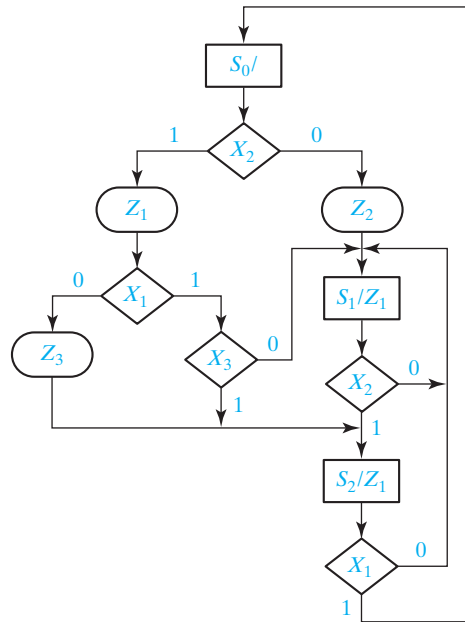 S₀/
1 X₂ 0
Z₁ Z₂
0 X₁ 1
S₁/Z₁
Z₃ X₃ 0
X₂ 0
1
1
S₂/Z₁
X₁ 0
1